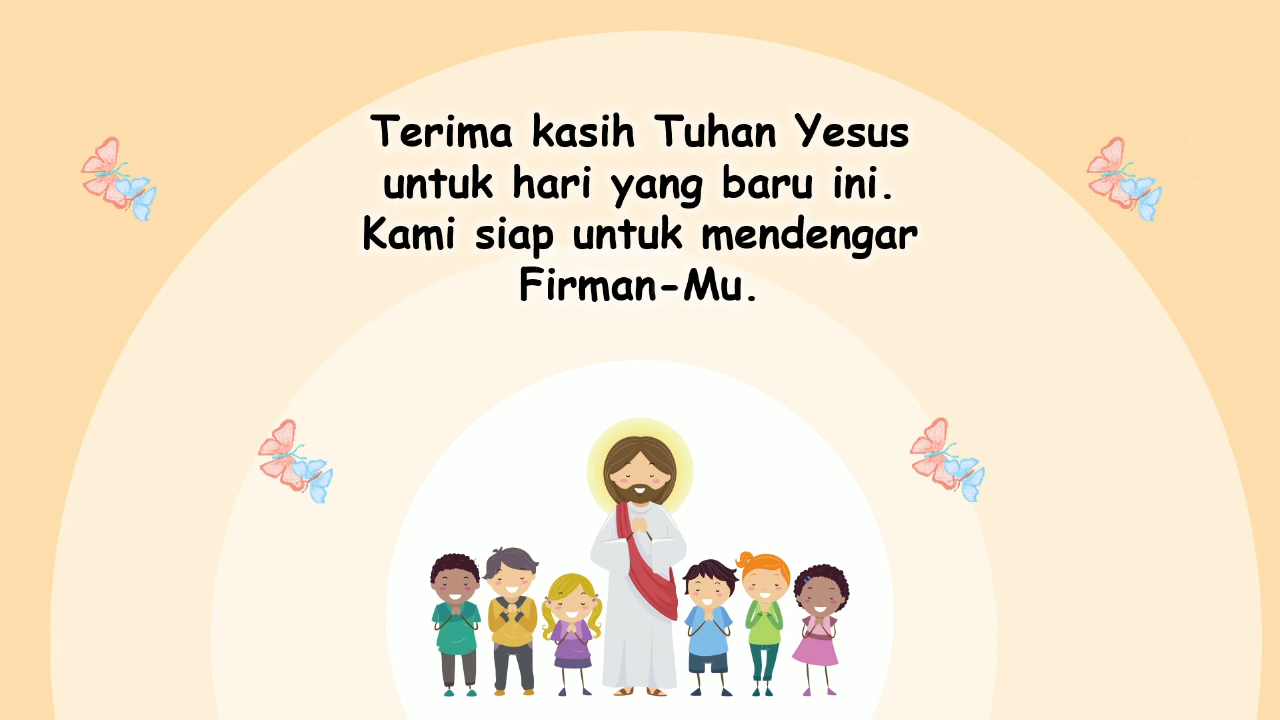 Terima kasih Tuhan Yesus
untuk hari yang baru ini.
Kami siap untuk mendengar
Firman-Mu.